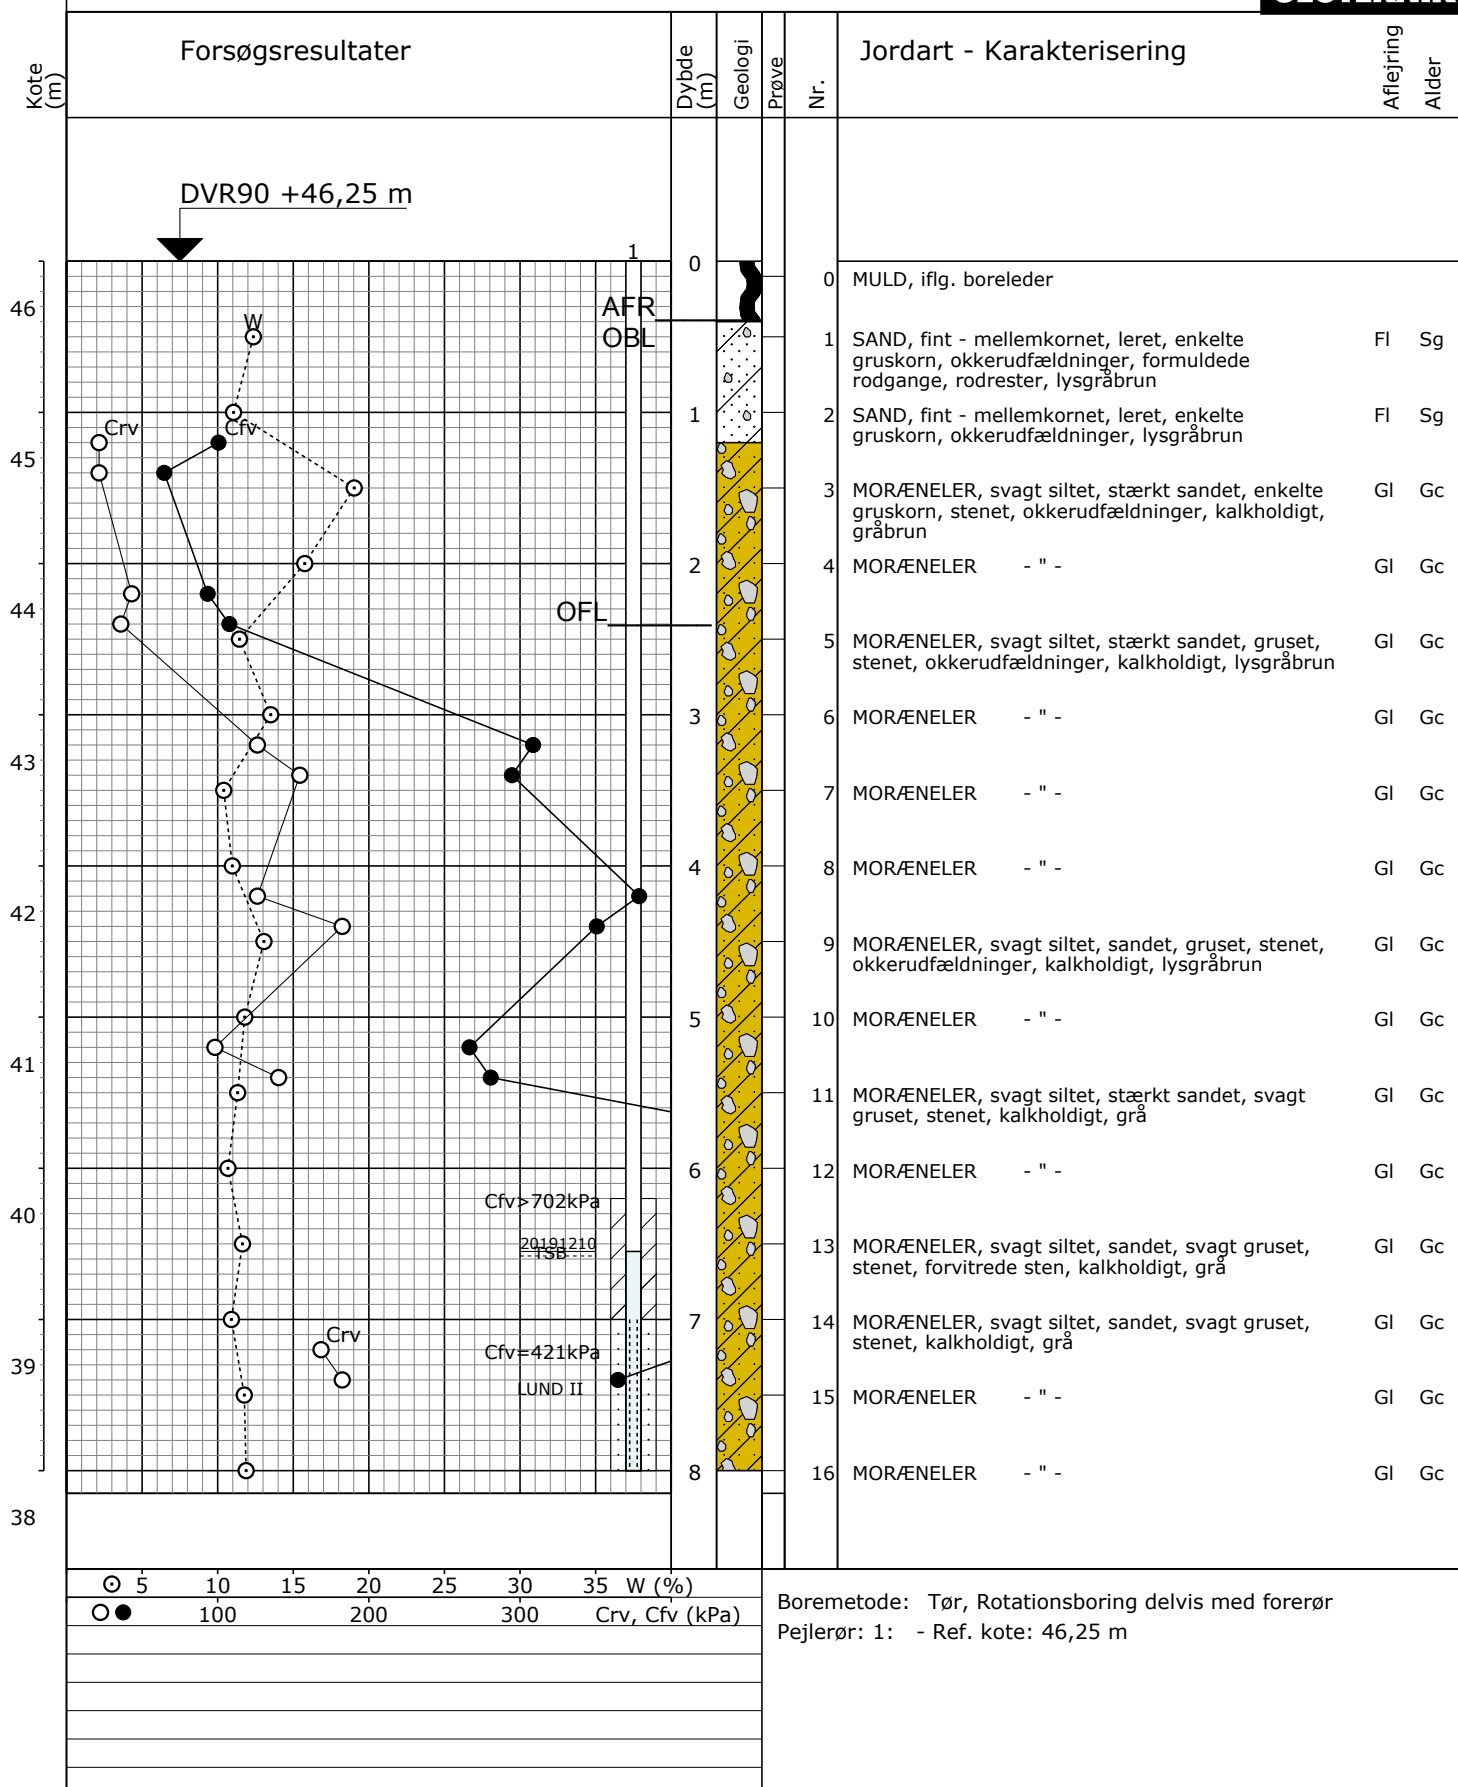 Kote
(m)
Forsøgsresultater
Dybde
(m)
Geologi
Prøve
Nr.
Jordart - Karakterisering
Aflejring
Alder
DVR90 +46,25 m
1
0
0 MULD, iflg. boreleder
46
AFR
W
OBL
1 SAND, fint - mellemkornet, leret, enkelte Fl Sg
gruskorn, okkerudfældninger, formuldede
rodgange, rodrester, lysgråbrun
1
2 SAND, fint - mellemkornet, leret, enkelte Fl Sg
Crv Cfv
gruskorn, okkerudfældninger, lysgråbrun
45
3 MORÆNELER, svagt siltet, stærkt sandet, enkelte Gl Gc
gruskorn, stenet, okkerudfældninger, kalkholdigt,
gråbrun
2
4 MORÆNELER - " - Gl Gc
44
OFL
5 MORÆNELER, svagt siltet, stærkt sandet, gruset, Gl Gc
stenet, okkerudfældninger, kalkholdigt, lysgråbrun
3
6 MORÆNELER - " - Gl Gc
43
7 MORÆNELER - " - Gl Gc
4
8 MORÆNELER - " - Gl Gc
42
9 MORÆNELER, svagt siltet, sandet, gruset, stenet, Gl Gc
okkerudfældninger, kalkholdigt, lysgråbrun
5
10 MORÆNELER - " - Gl Gc
41
11 MORÆNELER, svagt siltet, stærkt sandet, svagt Gl Gc
gruset, stenet, kalkholdigt, grå
6
12 MORÆNELER - " - Gl Gc
Cfv>702kPa
40
20191210
TSB
13 MORÆNELER, svagt siltet, sandet, svagt gruset, Gl Gc
stenet, forvitrede sten, kalkholdigt, grå
7
14 MORÆNELER, svagt siltet, sandet, svagt gruset, Gl Gc
stenet, kalkholdigt, grå
Crv
Cfv=421kPa
39
LUND II
15 MORÆNELER - " - Gl Gc
8
16 MORÆNELER - " - Gl Gc
38
5 10 15 20 25 30 35 W (%)
100 200 300 Crv, Cfv (kPa)
Boremetode: Tør, Rotationsboring delvis med forerør
Pejlerør: 1: - Ref. kote: 46,25 m